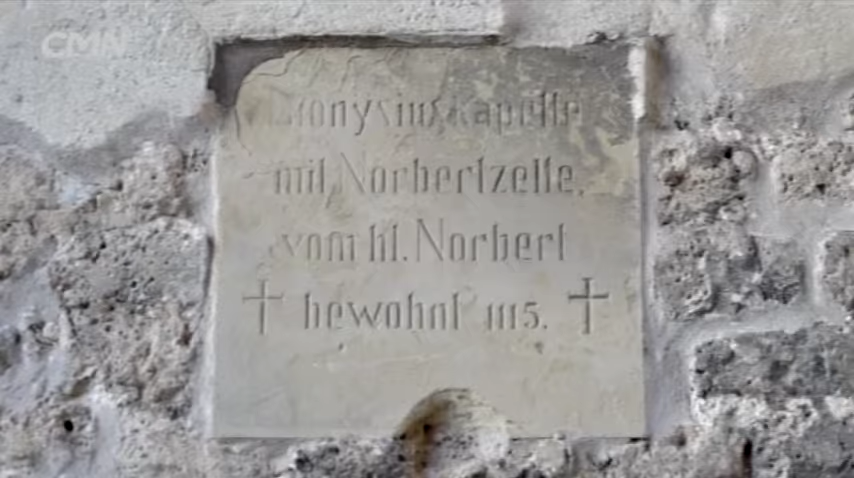 CMN
Dionysiuskapelle
mit Norbertzelle,
vom hl. Norbert
✝ bewohnt 1115. ✝